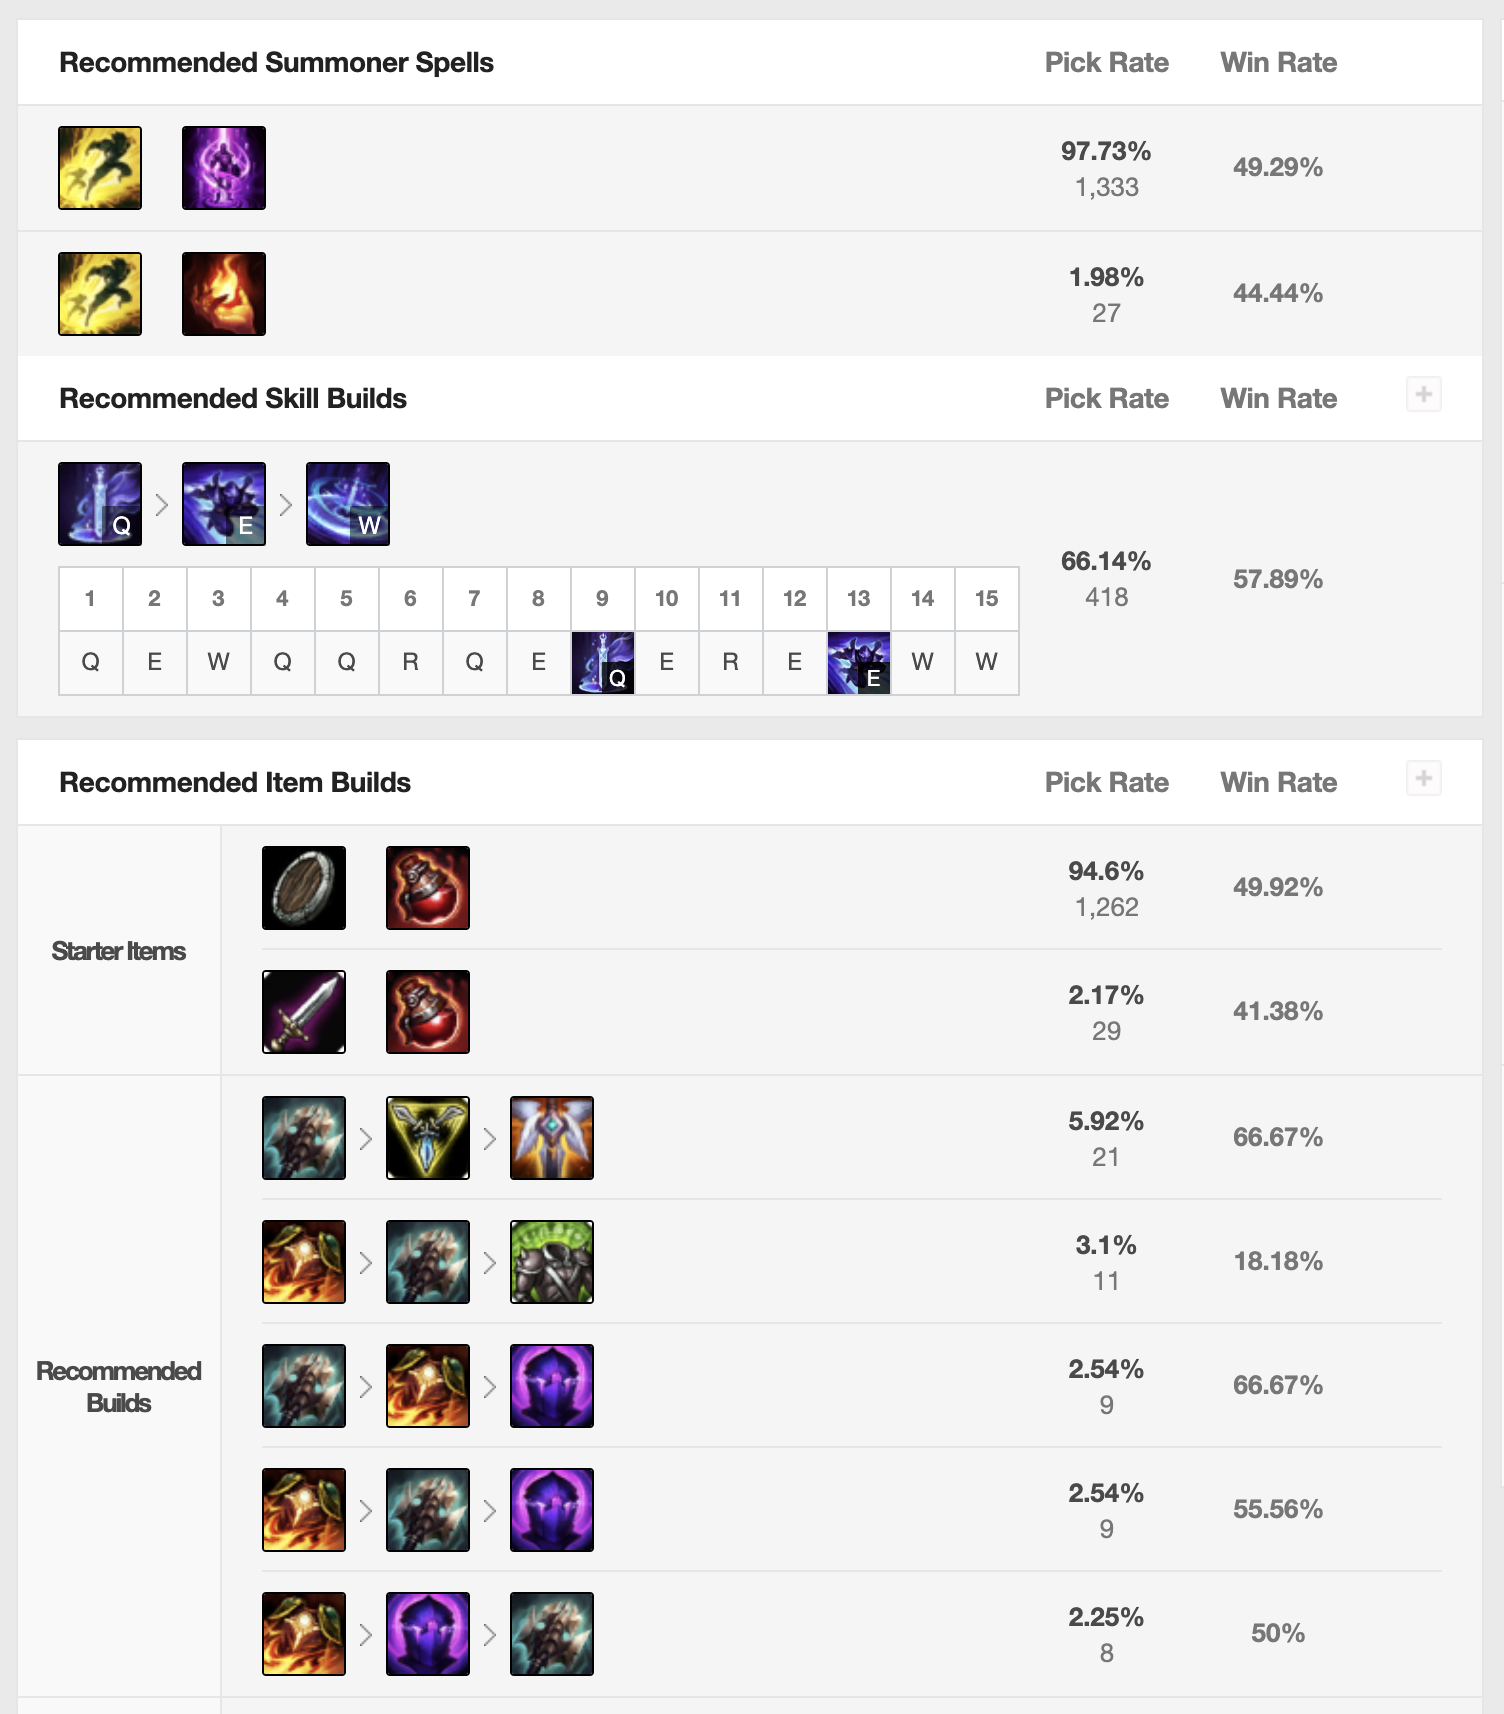 Recommended Summoner Spells Pick Rate Win Rate
97.73% 49.29%
1,333
1.98% 44.44%
27
Recommended Skill Builds Pick Rate Win Rate +
Q E W
66.14% 57.89%
418
1 2 3 4 5 6 7 8 9 10 11 12 13 14 15
Q E W Q Q R Q E Q E R E E W W
Recommended Item Builds Pick Rate Win Rate +
Starter Items
94.6% 49.92%
1,262
2.17% 41.38%
29
Recommended
Builds
5.92% 66.67%
21
3.1% 18.18%
11
2.54% 66.67%
9
2.54% 55.56%
9
2.25% 50%
8